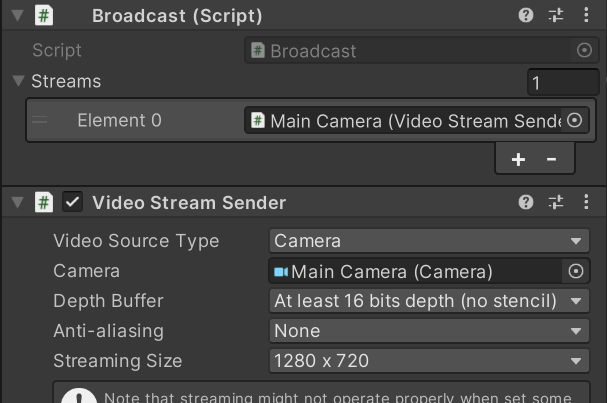 Broadcast (Script)
Script
Broadcast
Streams
1
Element 0
Main Camera (Video Stream Sende
+ -
Video Stream Sender
Video Source Type
Camera
Camera
Main Camera (Camera)
Depth Buffer
At least 16 bits depth (no stencil)
Anti-aliasing
None
Streaming Size
1280 x 720
Note that streaming might not operate properly when set some